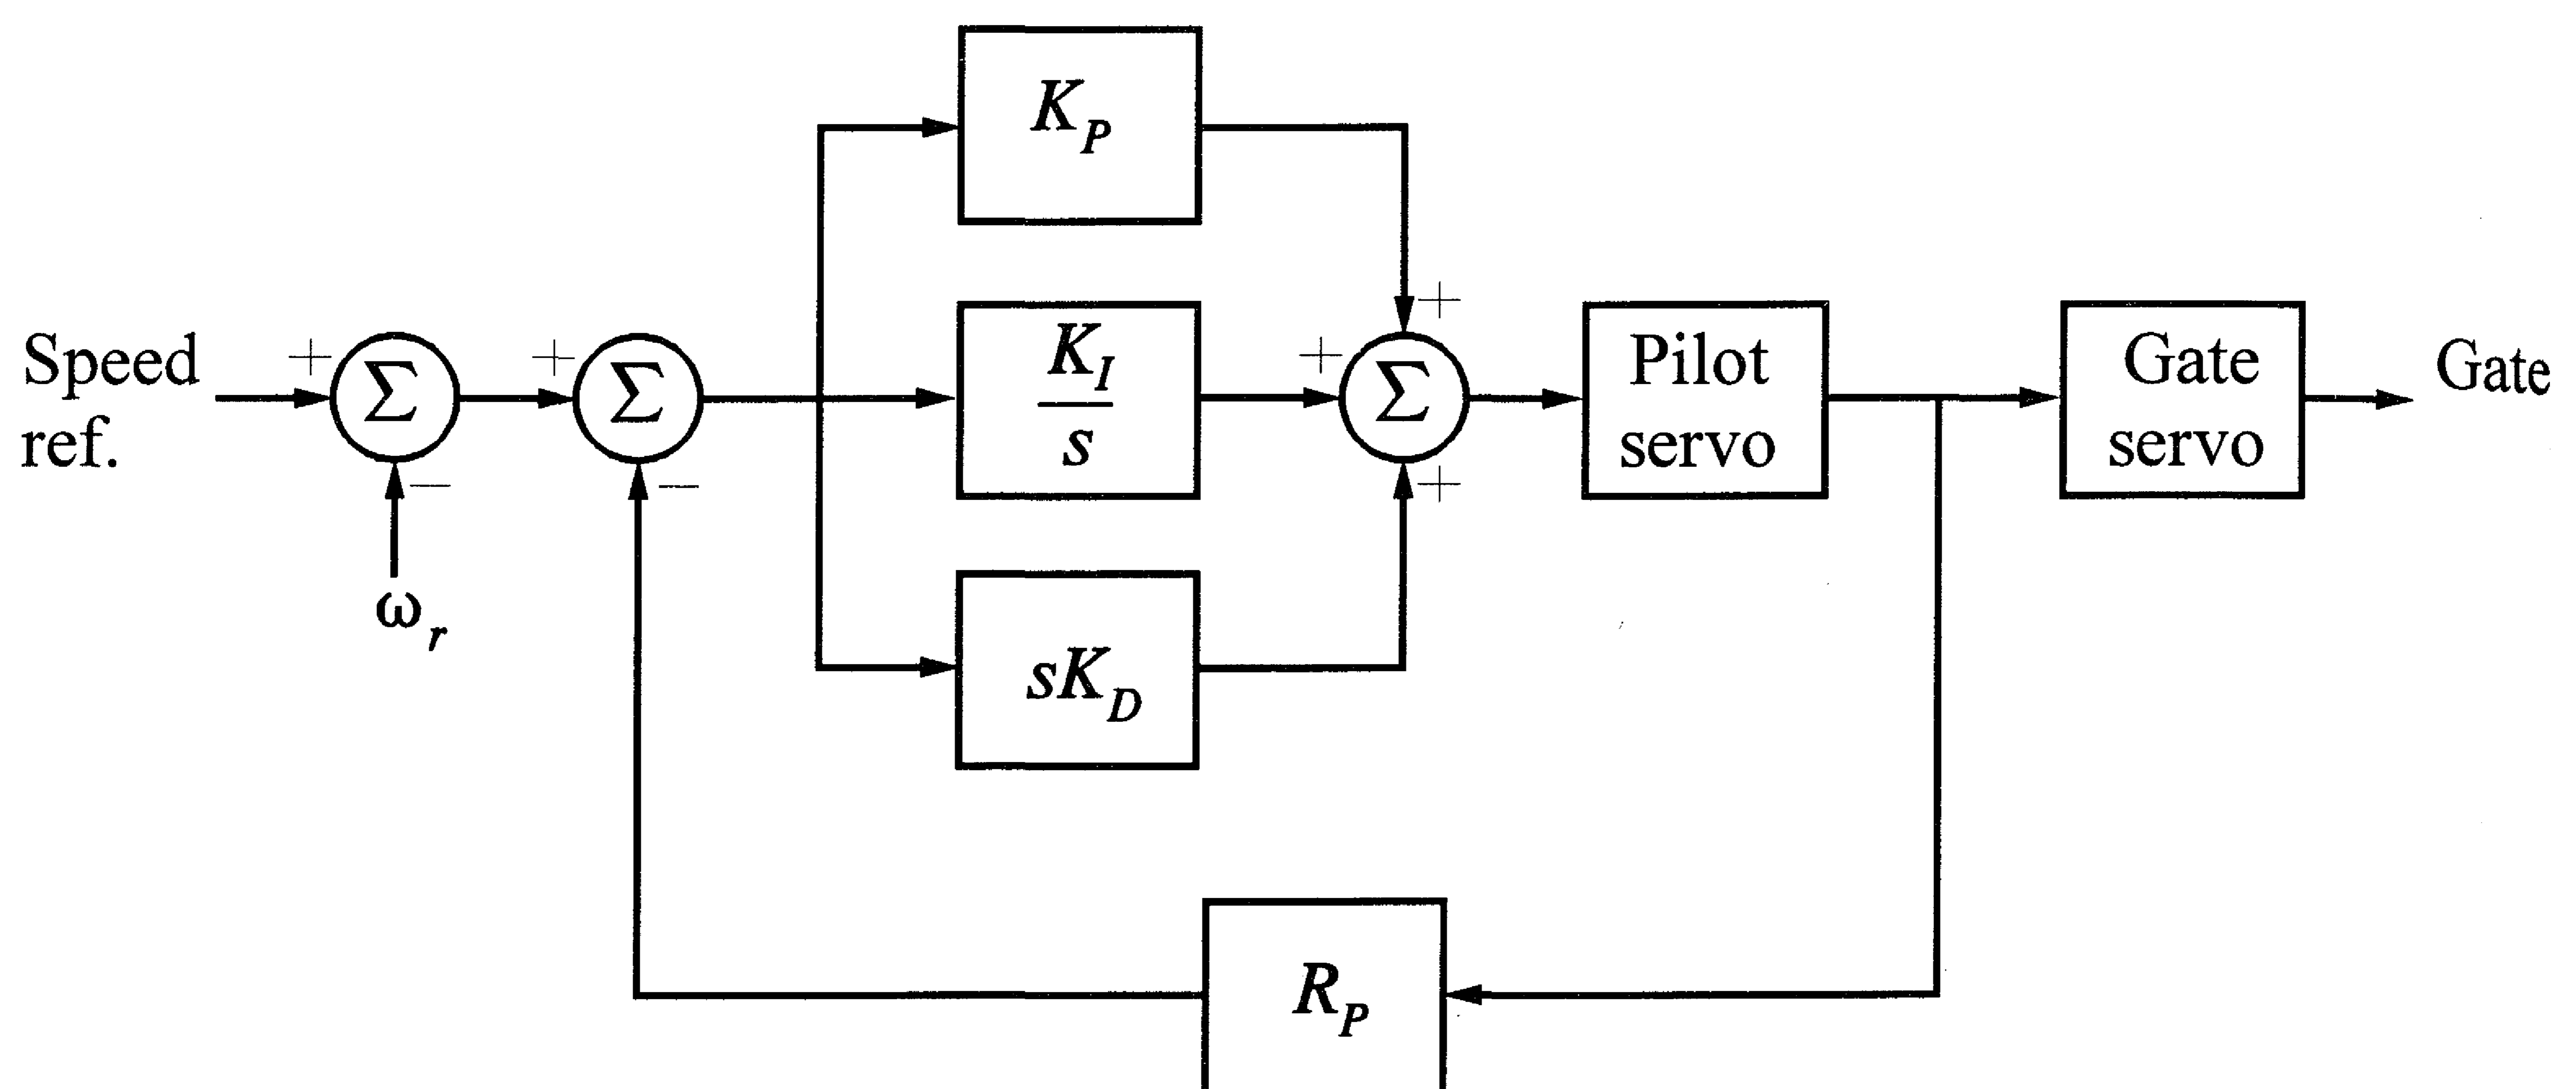 K_P
+
Speed
ref.
+
Σ
−
ω_r
+
Σ
−
K_I
s
+
Σ
+
Pilot
servo
Gate
servo
Gate
sK_D
R_P